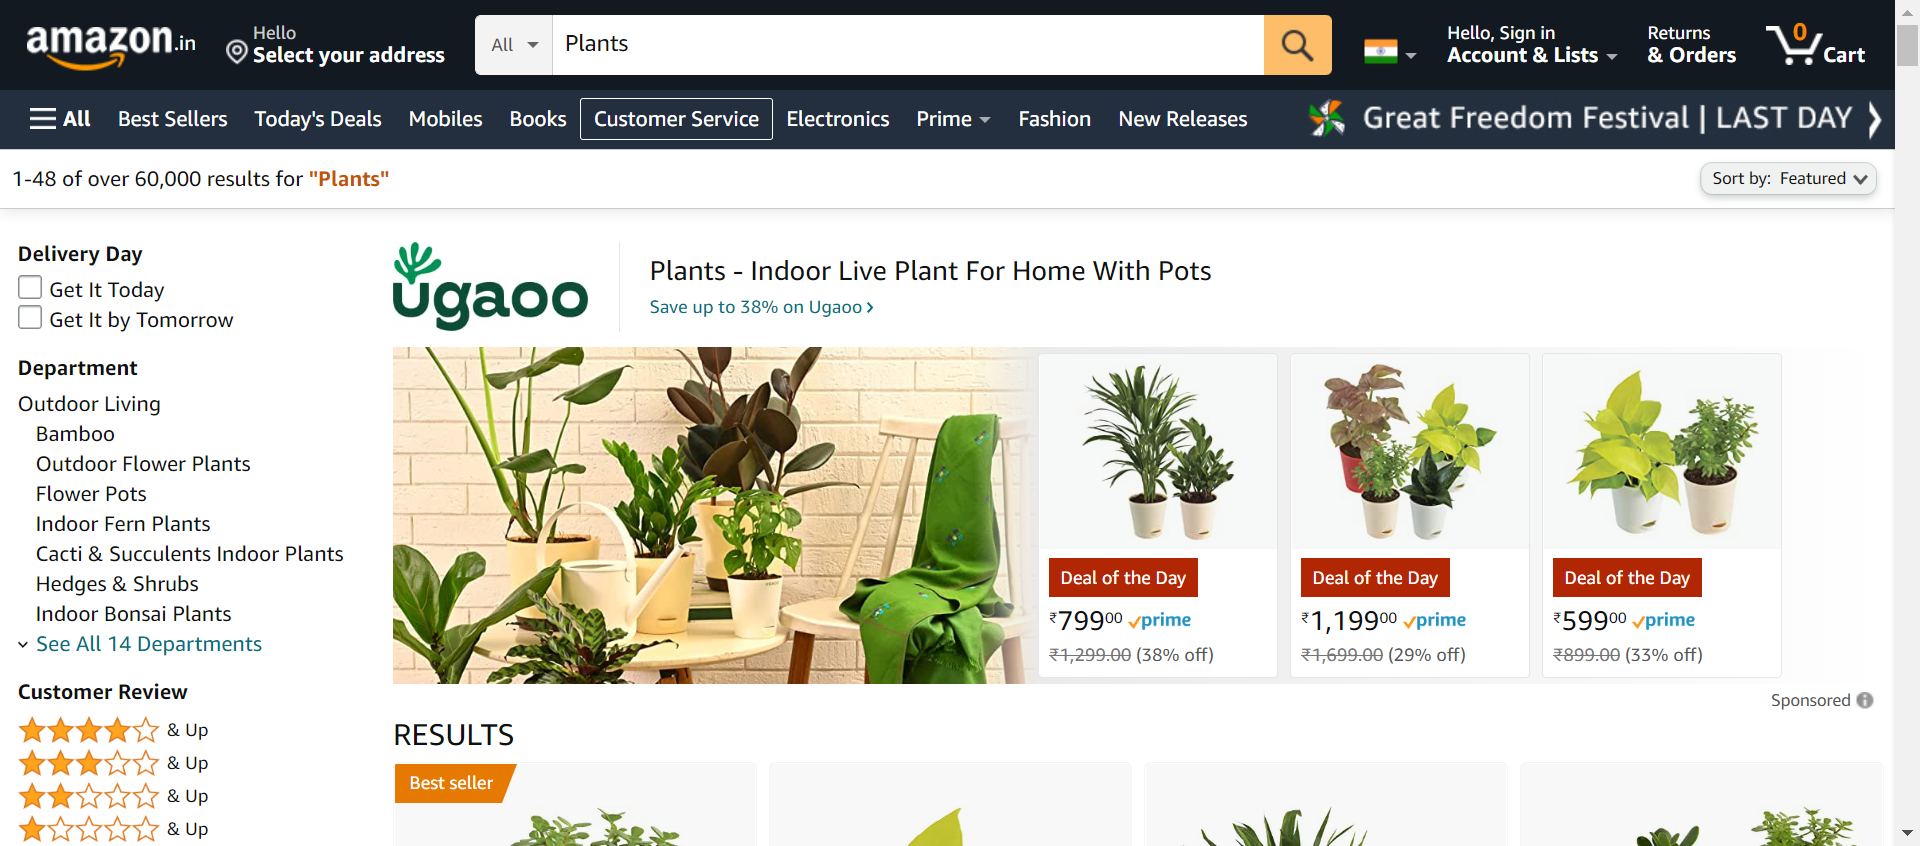 amazon.in
Hello
Select your address
All
Plants
Hello, Sign in
Account & Lists
Returns
& Orders
0
Cart
All
Best Sellers
Today's Deals
Mobiles
Books
Customer Service
Electronics
Prime
Fashion
New Releases
Great Freedom Festival | LAST DAY
1-48 of over 60,000 results for "Plants"
Sort by: Featured
Delivery Day
Get It Today
Get It by Tomorrow
Department
Outdoor Living
Bamboo
Outdoor Flower Plants
Flower Pots
Indoor Fern Plants
Cacti & Succulents Indoor Plants
Hedges & Shrubs
Indoor Bonsai Plants
See All 14 Departments
Customer Review
& Up
& Up
& Up
& Up
ugaoo
Plants - Indoor Live Plant For Home With Pots
Save up to 38% on Ugaoo ›
Deal of the Day
₹79900 prime
₹1,299.00 (38% off)
Deal of the Day
₹1,19900 prime
₹1,699.00 (29% off)
Deal of the Day
₹59900 prime
₹899.00 (33% off)
Sponsored
RESULTS
Best seller